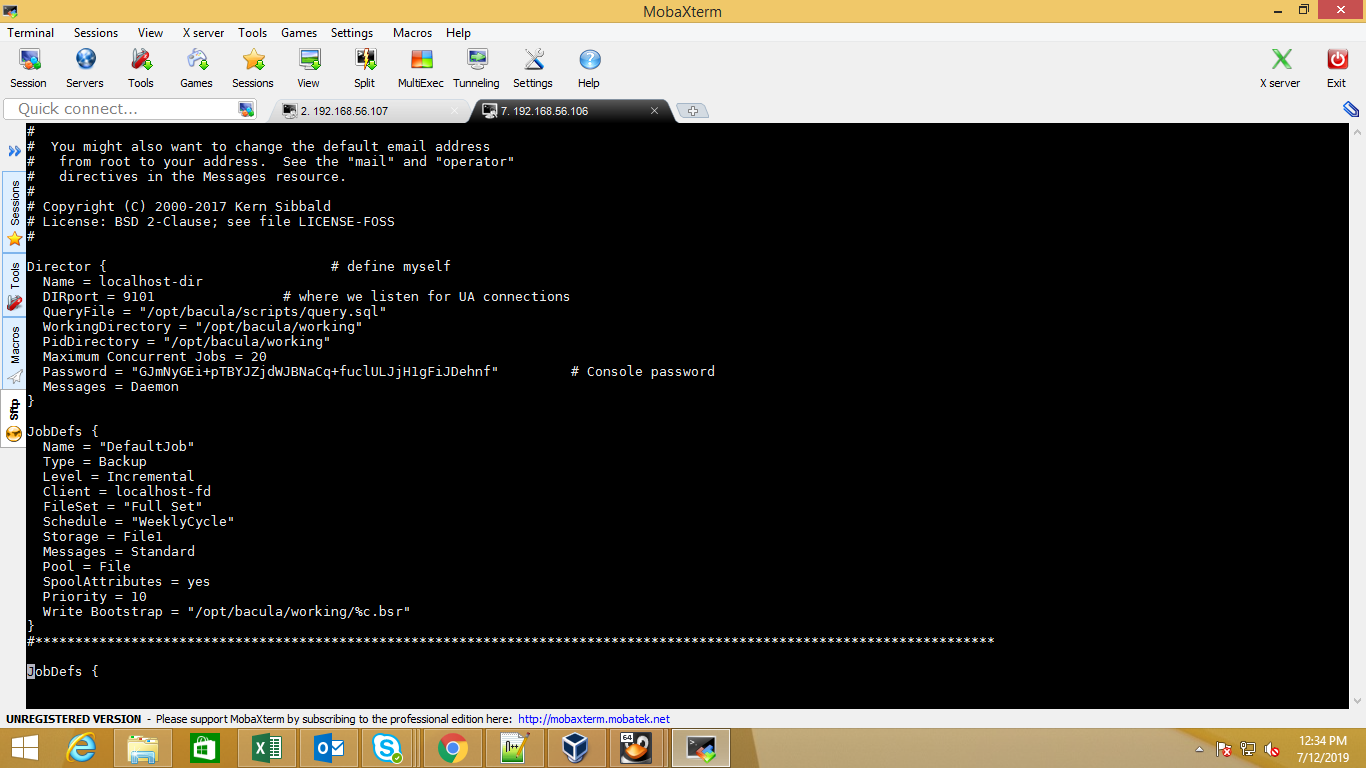 MobaXterm
Terminal Sessions View X server Tools Games Settings Macros Help
Session Servers Tools Games Sessions View Split MultiExec Tunneling Settings Help X server Exit
Quick connect...
2. 192.168.56.107
7. 192.168.56.106
Sessions
Tools
Macros
Sftp
#
#  You might also want to change the default email address
#   from root to your address.  See the "mail" and "operator"
#   directives in the Messages resource.
#
# Copyright (C) 2000-2017 Kern Sibbald
# License: BSD 2-Clause; see file LICENSE-FOSS
#
Director {                            # define myself
  Name = localhost-dir
  DIRport = 9101                # where we listen for UA connections
  QueryFile = "/opt/bacula/scripts/query.sql"
  WorkingDirectory = "/opt/bacula/working"
  PidDirectory = "/opt/bacula/working"
  Maximum Concurrent Jobs = 20
  Password = "GJmNyGEi+pTBYJZjdWJBNaCq+fuclULJjH1gFiJDehnf"         # Console password
  Messages = Daemon
}
JobDefs {
  Name = "DefaultJob"
  Type = Backup
  Level = Incremental
  Client = localhost-fd
  FileSet = "Full Set"
  Schedule = "WeeklyCycle"
  Storage = File1
  Messages = Standard
  Pool = File
  SpoolAttributes = yes
  Priority = 10
  Write Bootstrap = "/opt/bacula/working/%c.bsr"
}
#************************************************************************************************************************
JobDefs {
UNREGISTERED VERSION - Please support MobaXterm by subscribing to the professional edition here: http://mobaxterm.mobatek.net
64
12:34 PM
7/12/2019